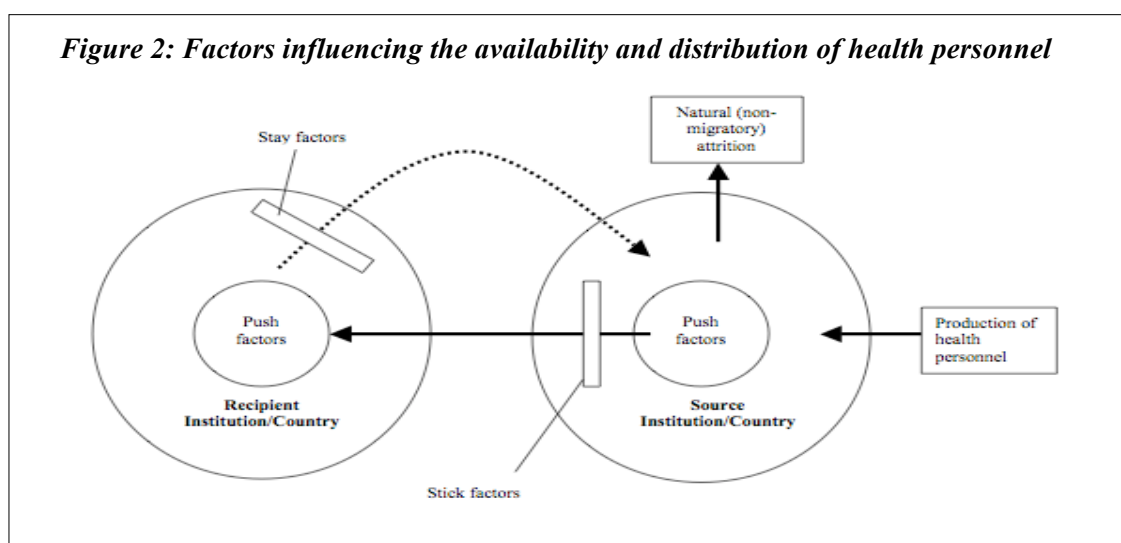 Figure 2: Factors influencing the availability and distribution of health personnel
Natural (non-
migratory)
attrition
Stay factors
Push
factors
Recipient
Institution/Country
Push
factors
Source
Institution/Country
Production of
health
personnel
Stick factors